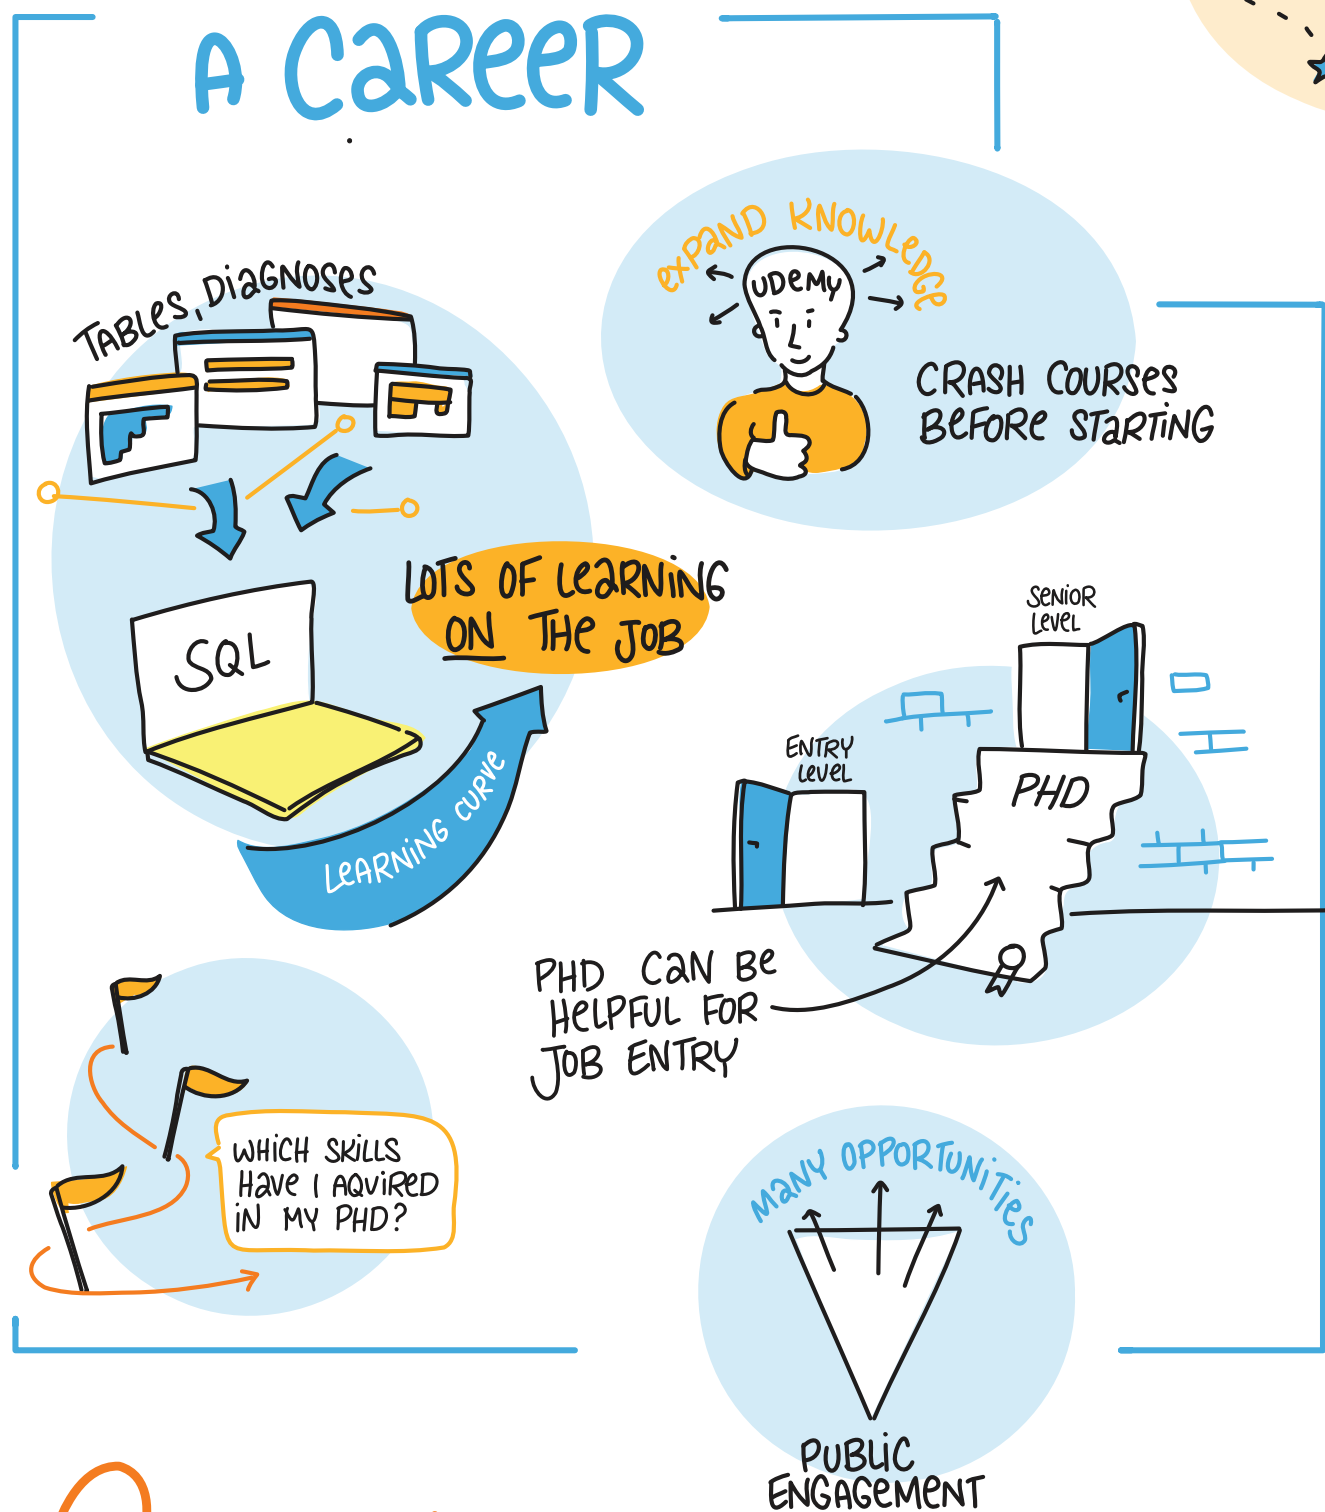 A CAREER
TABLES, DIAGNOSES
SQL
LEARNING CURVE
LOTS OF LEARNING
ON THE JOB
EXPAND KNOWLEDGE
UDEMY
CRASH COURSES
BEFORE STARTING
SENIOR
LEVEL
ENTRY
LEVEL
PHD
PHD CAN BE
HELPFUL FOR
JOB ENTRY
WHICH SKILLS
HAVE I AQUIRED
IN MY PHD?
MANY OPPORTUNITIES
PUBLIC
ENGAGEMENT